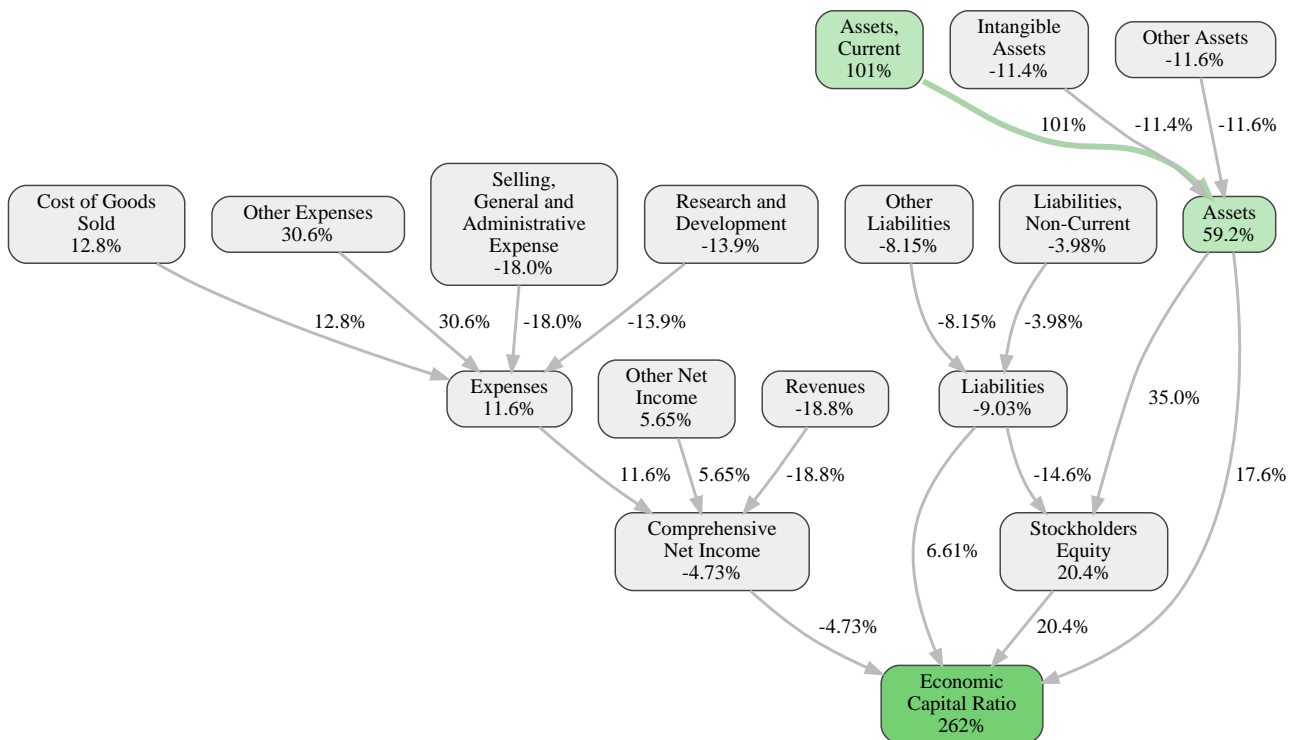 Assets,
Current
101%
Intangible
Assets
-11.4%
Other Assets
-11.6%
101%
-11.4%
-11.6%
Cost of Goods
Sold
12.8%
Other Expenses
30.6%
Selling,
General and
Administrative
Expense
-18.0%
Research and
Development
-13.9%
Other
Liabilities
-8.15%
Liabilities,
Non-Current
-3.98%
Assets
59.2%
12.8%
30.6%
-18.0%
-13.9%
-8.15%
-3.98%
Expenses
11.6%
Other Net
Income
5.65%
Revenues
-18.8%
Liabilities
-9.03%
35.0%
11.6%
5.65%
-18.8%
-14.6%
17.6%
Comprehensive
Net Income
-4.73%
6.61%
Stockholders
Equity
20.4%
-4.73%
20.4%
Economic
Capital Ratio
262%